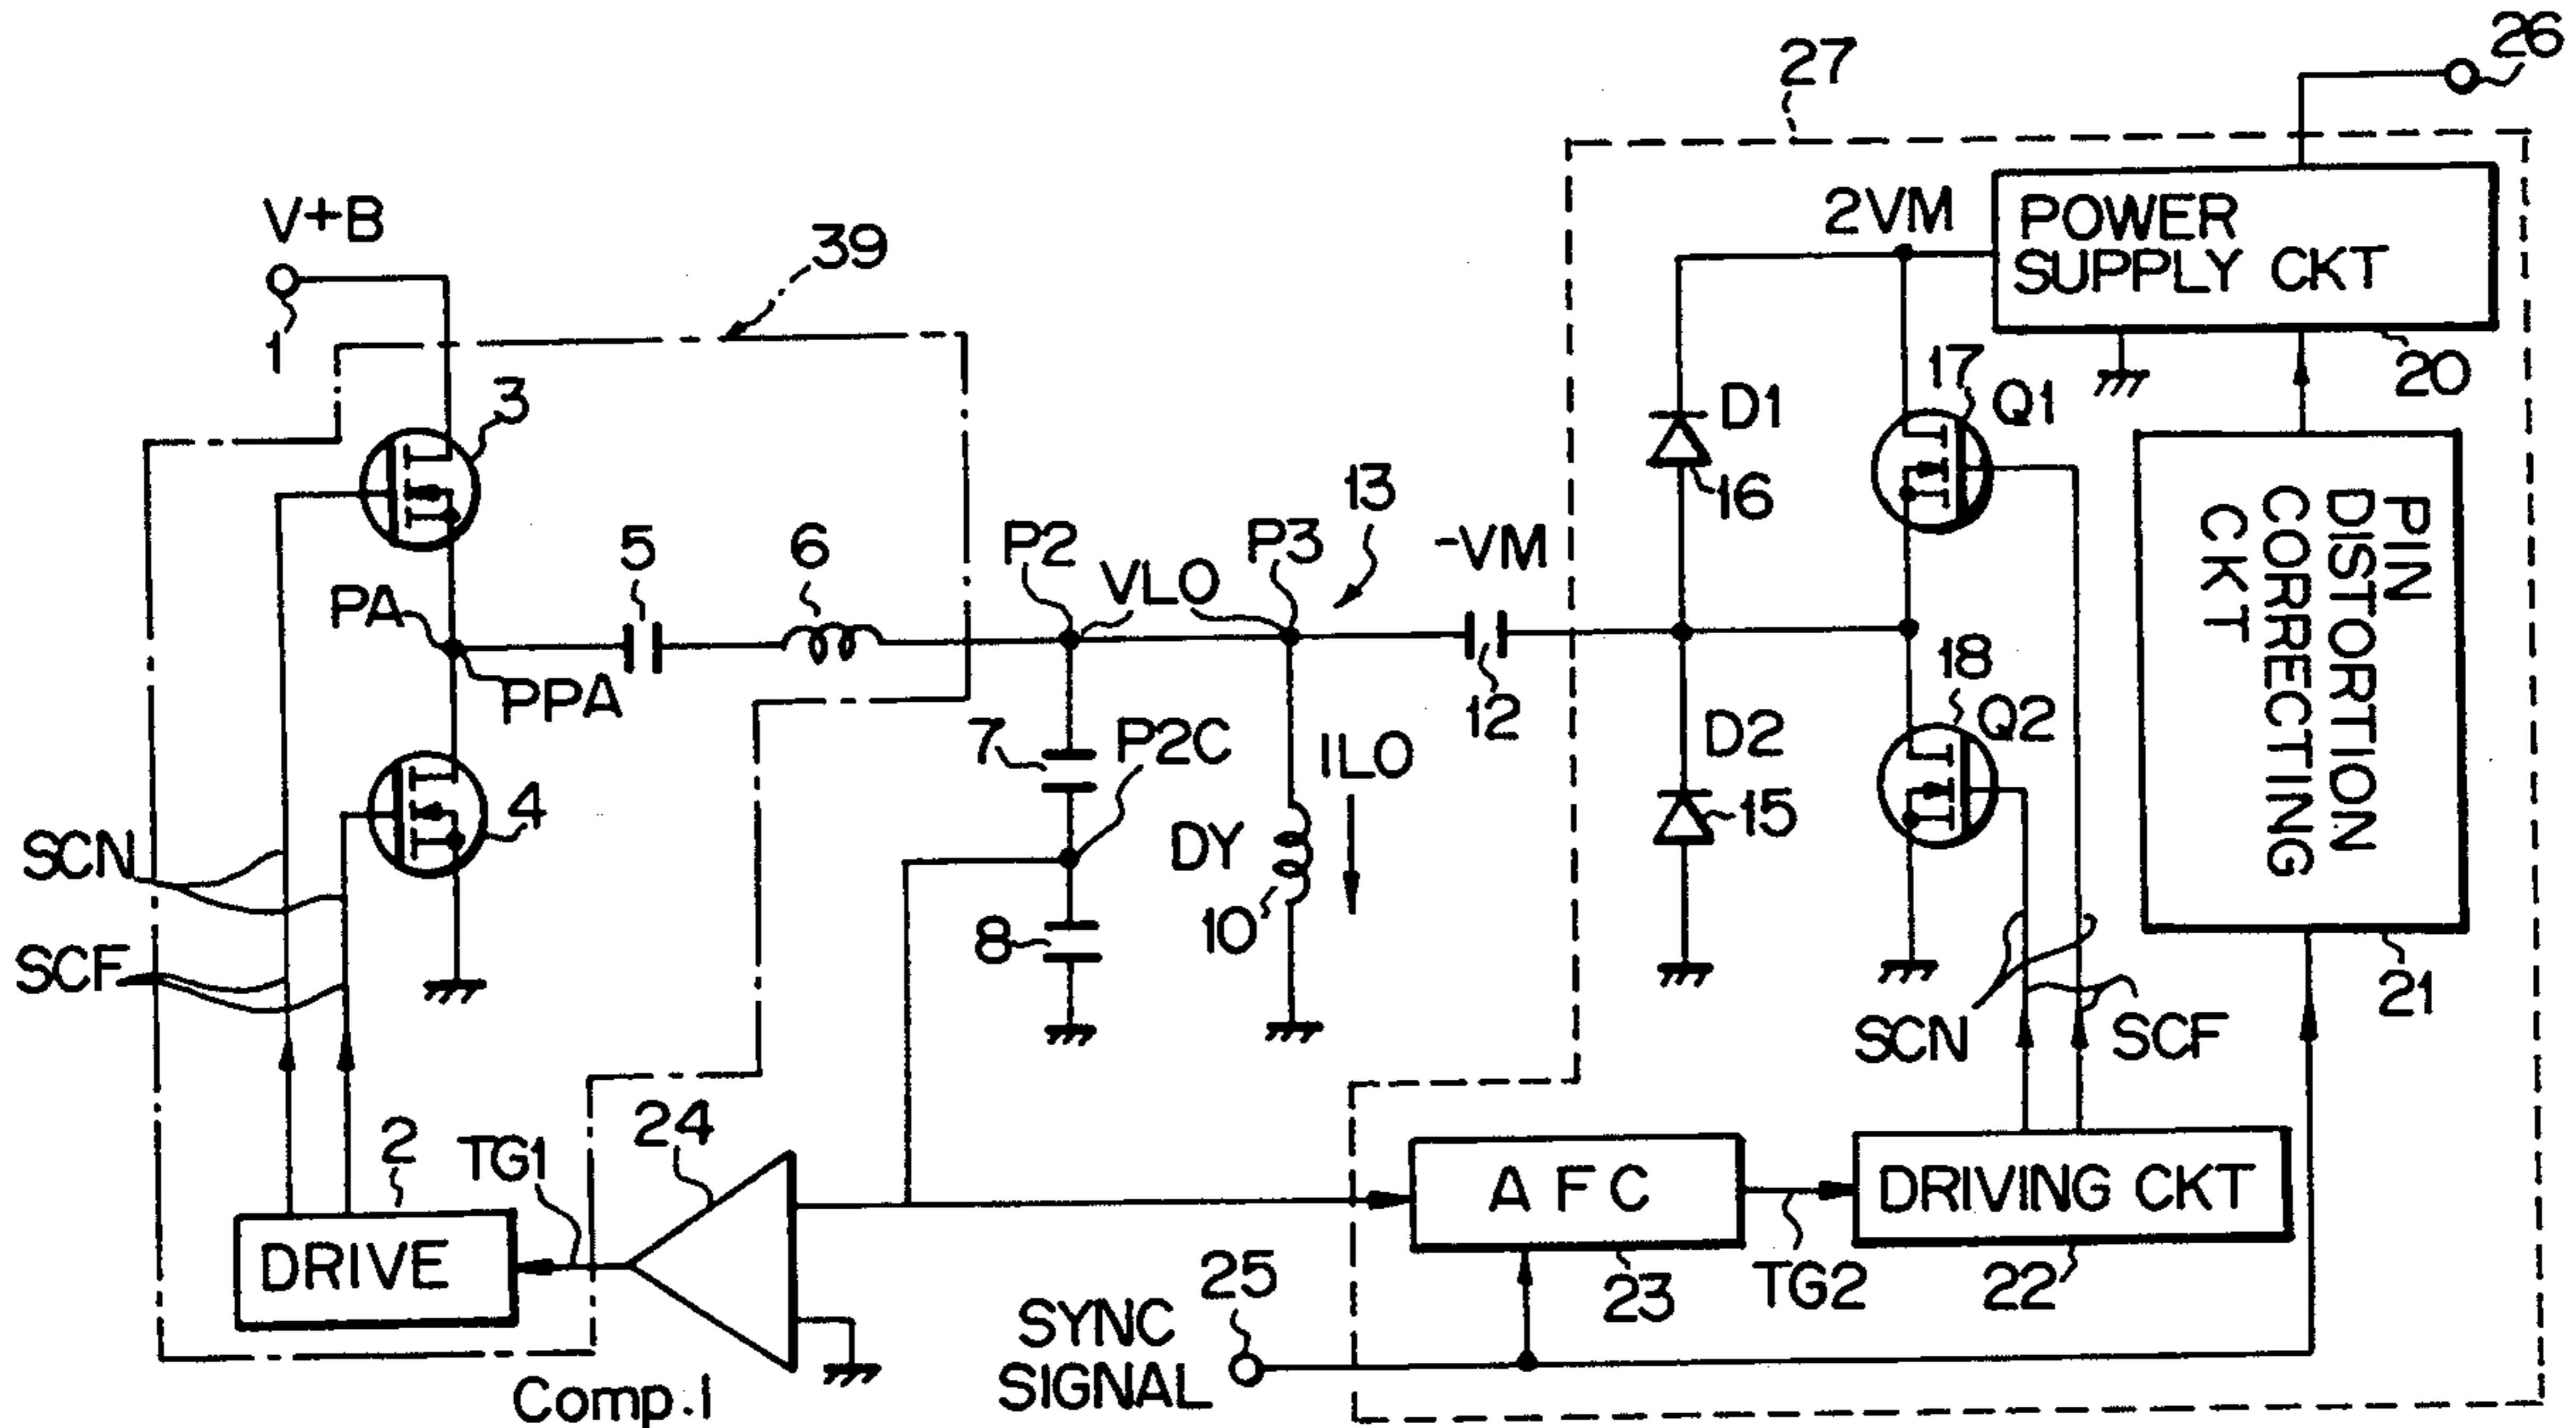 26
27
V+B
1
39
2VM
POWER
SUPPLY CKT
20
3
17
Q1
D1
16
13
5
6
P2
VLO
P3
-VM
PIN
DISTORTION
CORRECTING
CKT
PA
PPA
12
18
Q2
7
P2C
ILO
D2
15
4
DY
SCN
10
8
SCF
21
SCN
SCF
2
TG1
24
AFC
DRIVING CKT
DRIVE
25
23
TG2
22
SYNC
SIGNAL
Comp.1